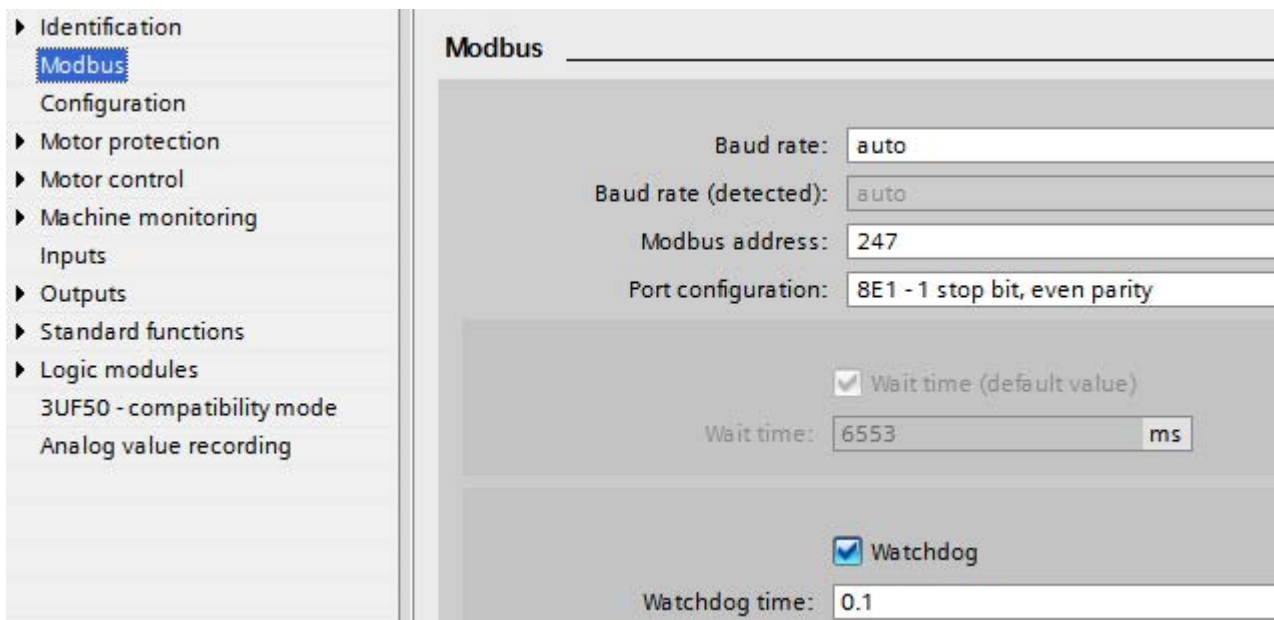 Identification
Modbus
Configuration
Motor protection
Motor control
Machine monitoring
Inputs
Outputs
Standard functions
Logic modules
3UF50 - compatibility mode
Analog value recording
Modbus
Baud rate: auto
Baud rate (detected): auto
Modbus address: 247
Port configuration: 8E1 - 1 stop bit, even parity
Wait time (default value)
Wait time: 6553 ms
Watchdog
Watchdog time: 0.1